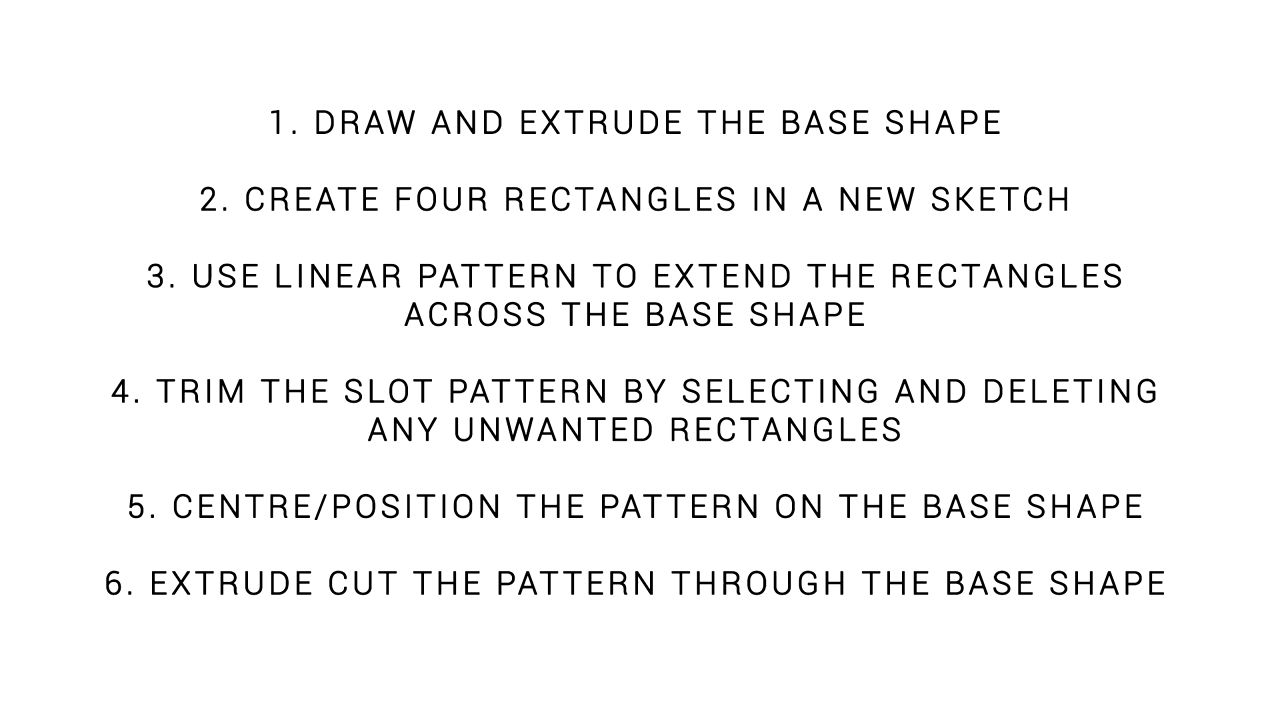 1. DRAW AND EXTRUDE THE BASE SHAPE
2. CREATE FOUR RECTANGLES IN A NEW SKETCH
3. USE LINEAR PATTERN TO EXTEND THE RECTANGLES
ACROSS THE BASE SHAPE
4. TRIM THE SLOT PATTERN BY SELECTING AND DELETING
ANY UNWANTED RECTANGLES
5. CENTRE/POSITION THE PATTERN ON THE BASE SHAPE
6. EXTRUDE CUT THE PATTERN THROUGH THE BASE SHAPE